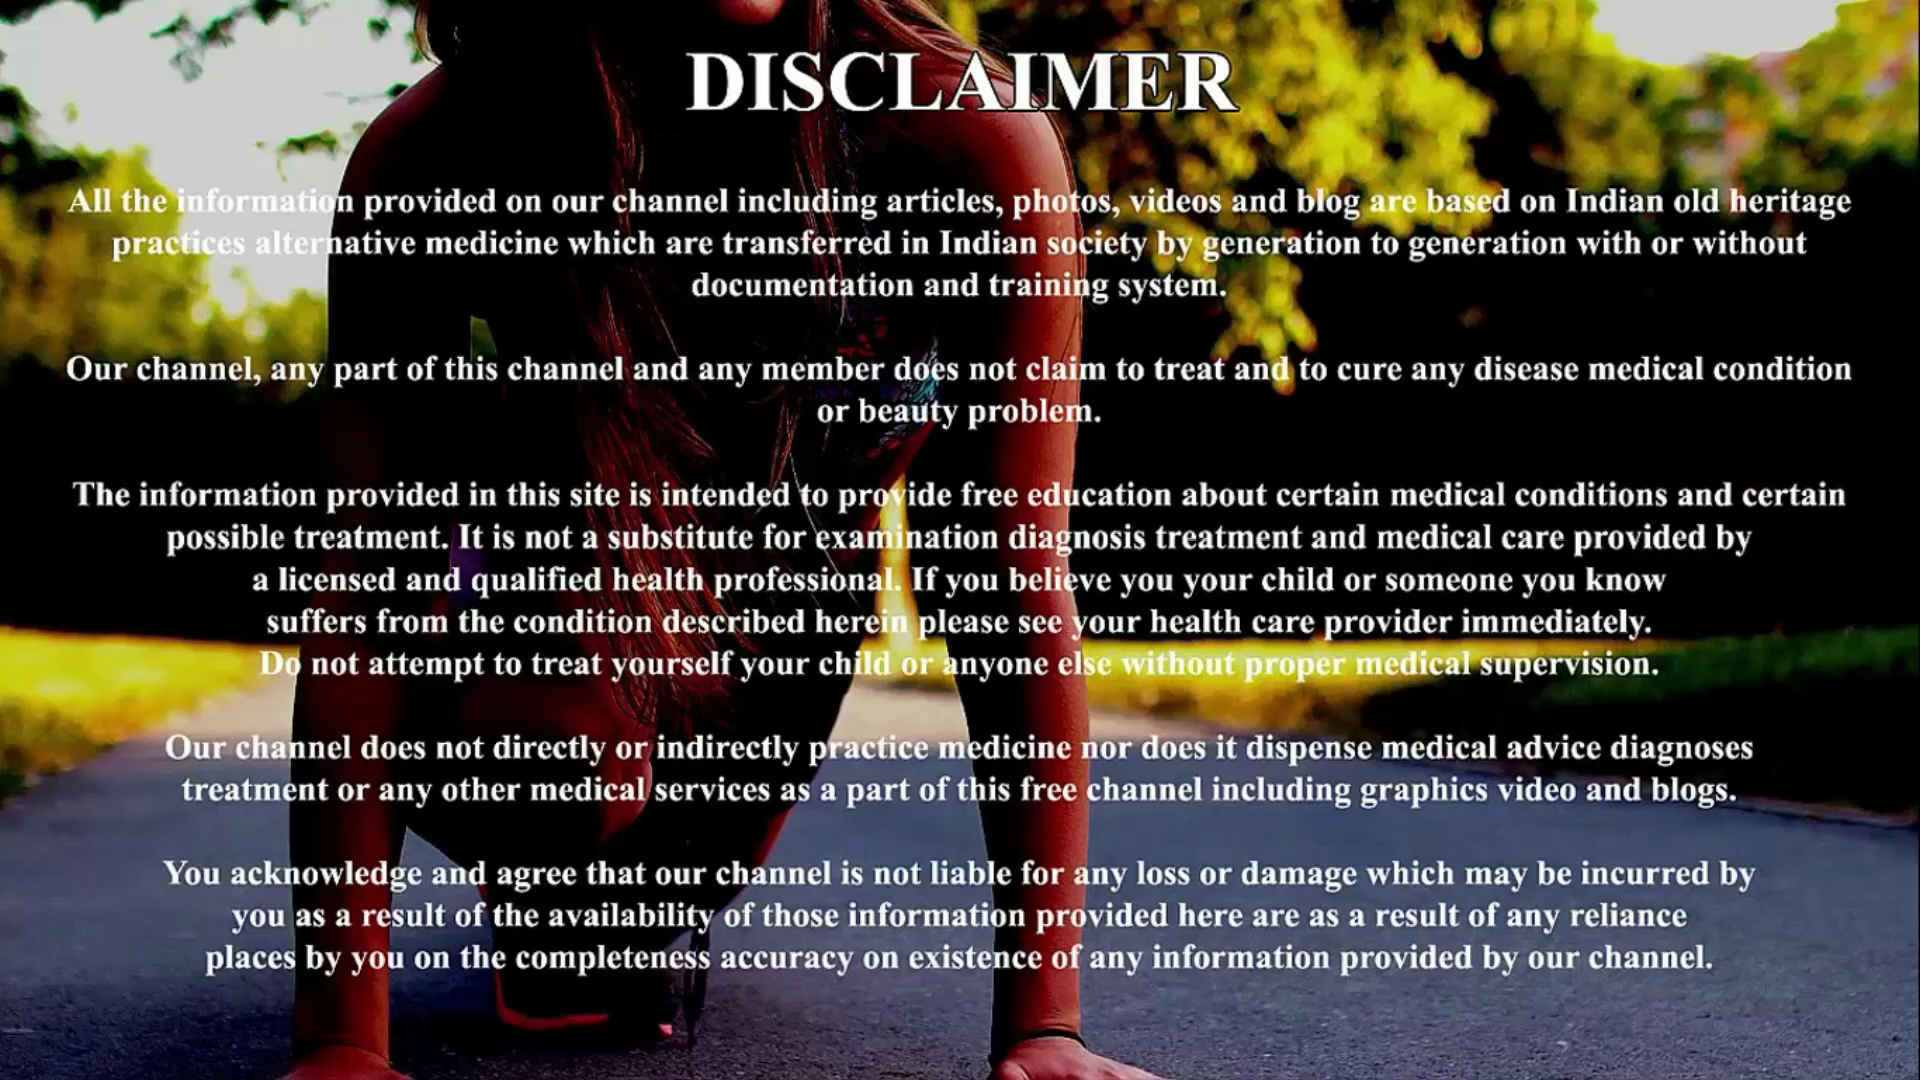 DISCLAIMER
All the information provided on our channel including articles, photos, videos and blog are based on Indian old heritage
practices alternative medicine which are transferred in Indian society by generation to generation with or without
documentation and training system.
Our channel, any part of this channel and any member does not claim to treat and to cure any disease medical condition
or beauty problem.
The information provided in this site is intended to provide free education about certain medical conditions and certain
possible treatment. It is not a substitute for examination diagnosis treatment and medical care provided by
a licensed and qualified health professional. If you believe you your child or someone you know
suffers from the condition described herein please see your health care provider immediately.
Do not attempt to treat yourself your child or anyone else without proper medical supervision.
Our channel does not directly or indirectly practice medicine nor does it dispense medical advice diagnoses
treatment or any other medical services as a part of this free channel including graphics video and blogs.
You acknowledge and agree that our channel is not liable for any loss or damage which may be incurred by
you as a result of the availability of those information provided here are as a result of any reliance
places by you on the completeness accuracy on existence of any information provided by our channel.